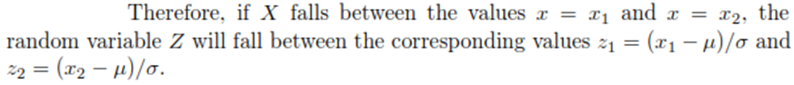 Therefore, if X falls between the values x = x₁ and x = x₂, the
random variable Z will fall between the corresponding values z₁ = (x₁ − μ)/σ and
z₂ = (x₂ − μ)/σ.